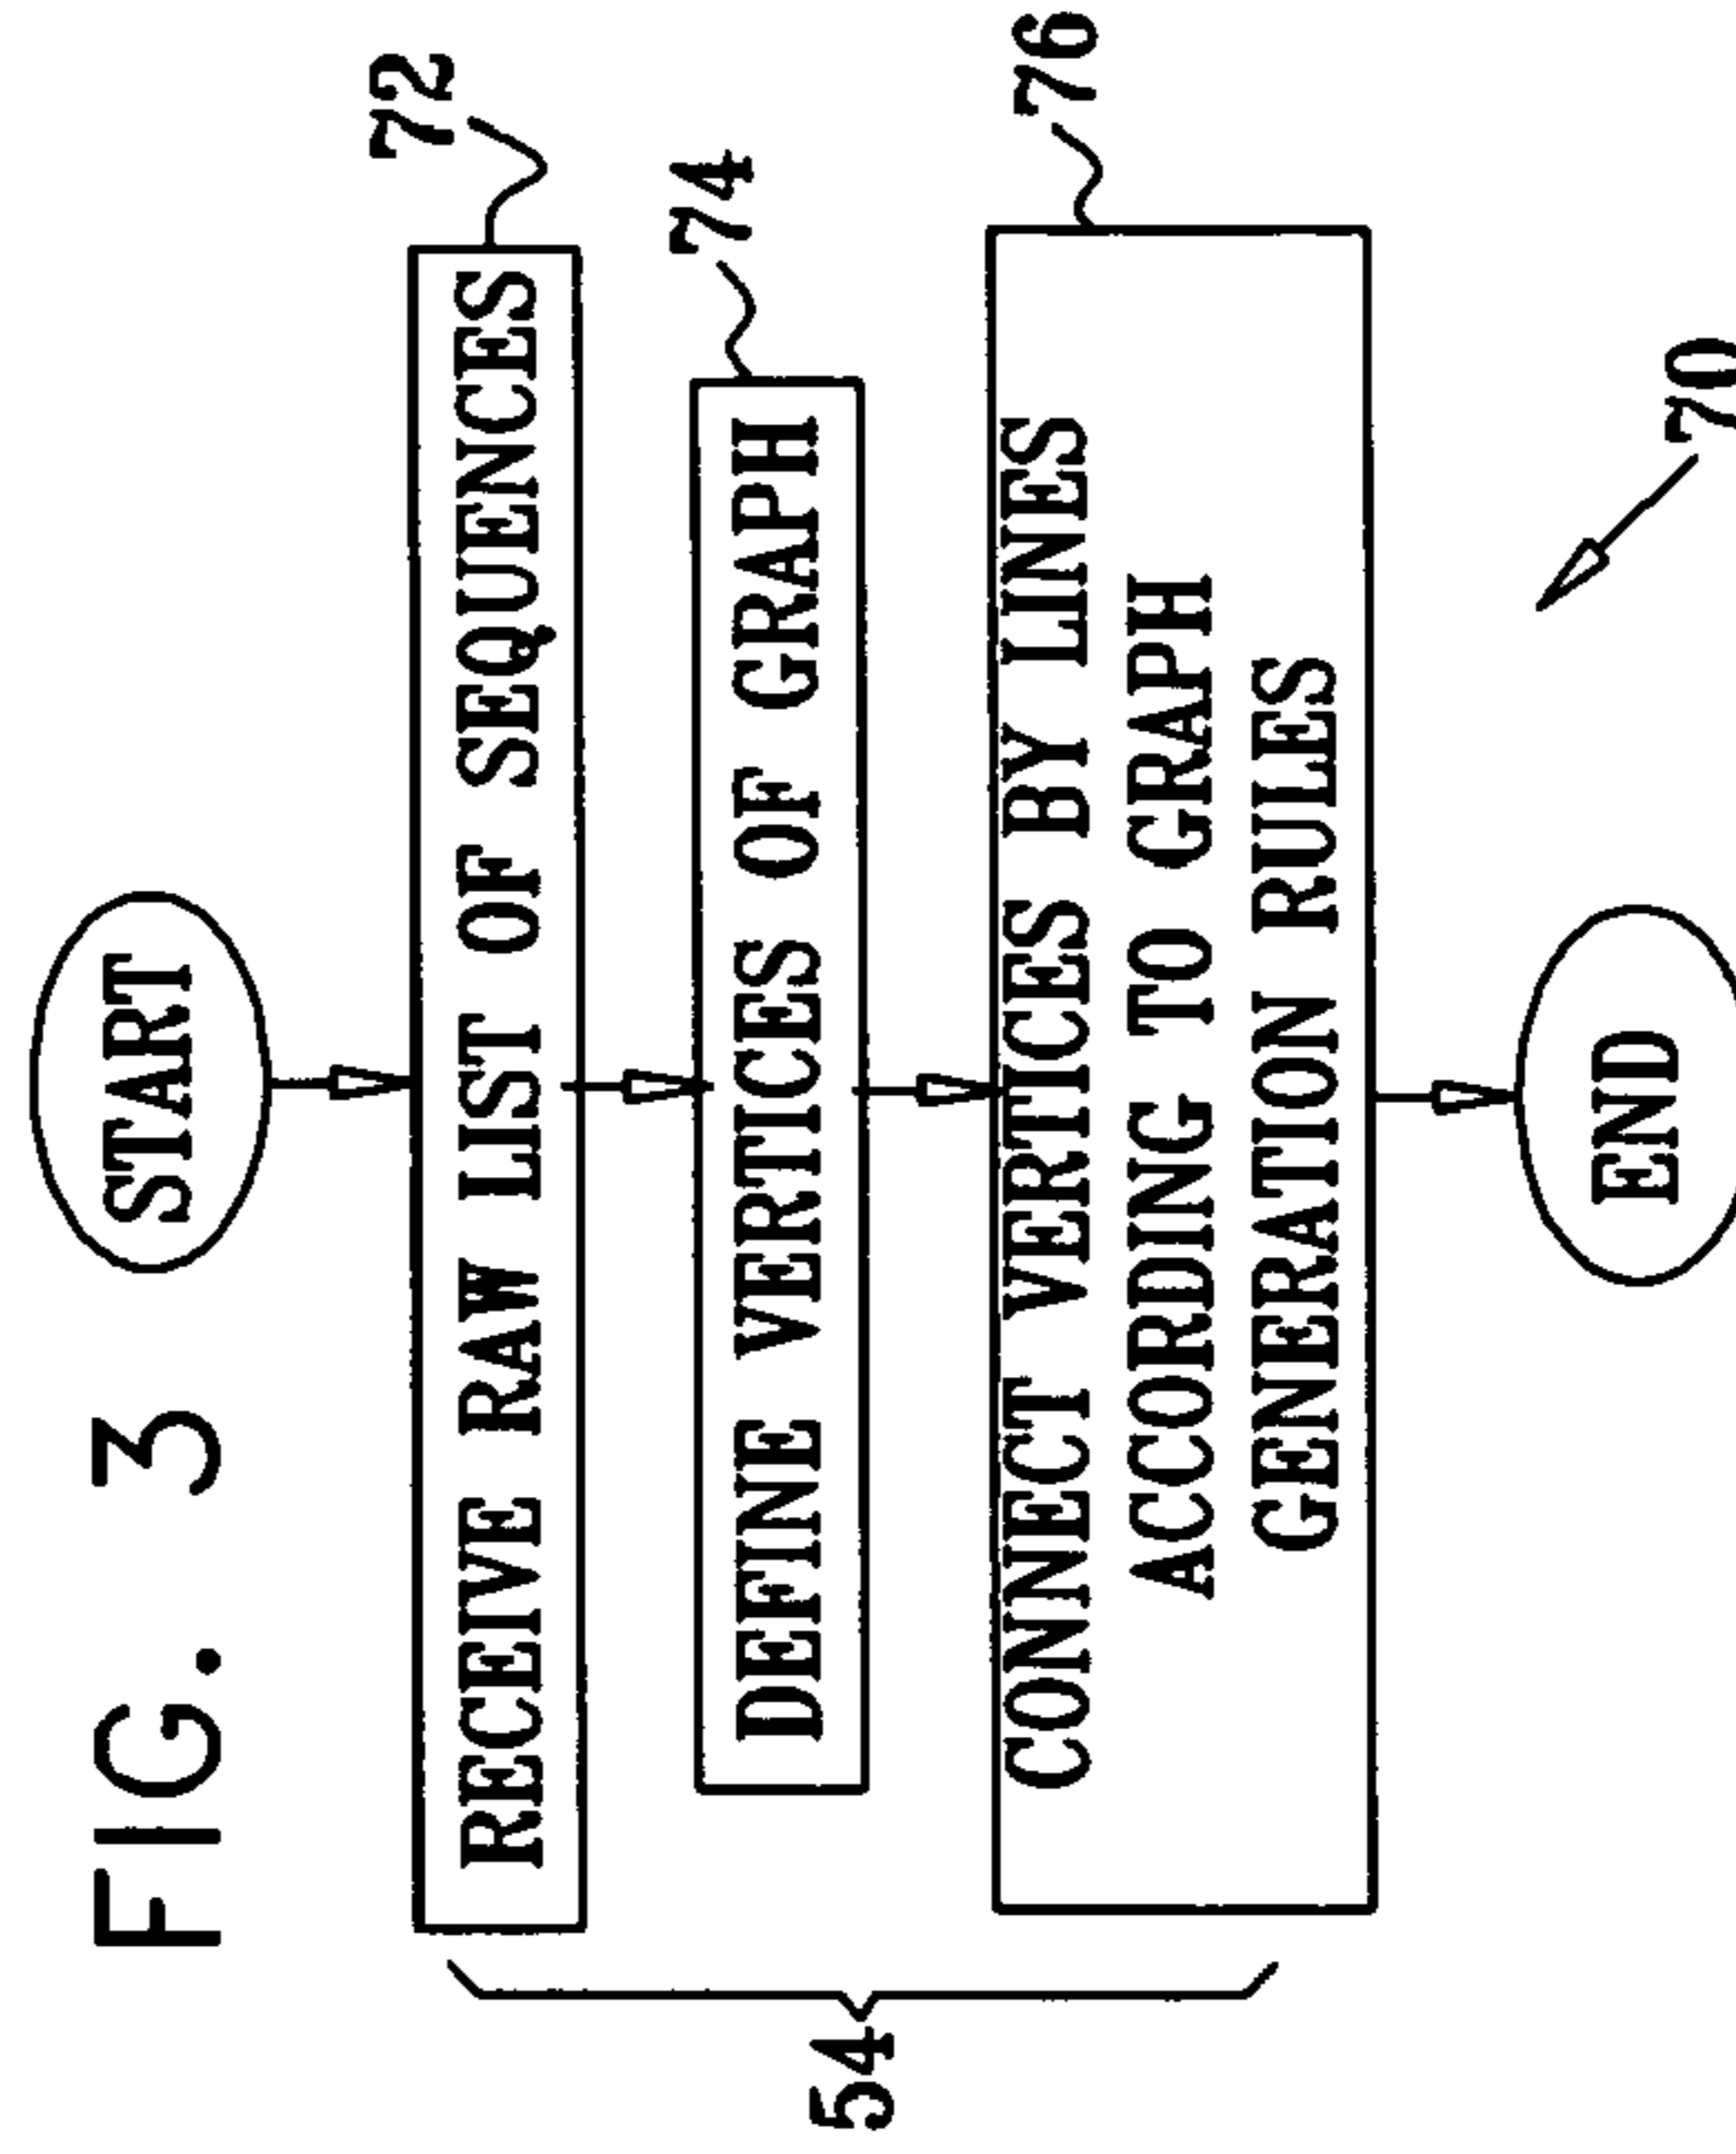 FIG. 3
START
72
RECEIVE RAW LIST OF SEQUENCES
74
DEFINE VERTICES OF GRAPH
54
76
CONNECT VERTICES BY LINES
ACCORDING TO GRAPH
GENERATION RULES
70
END